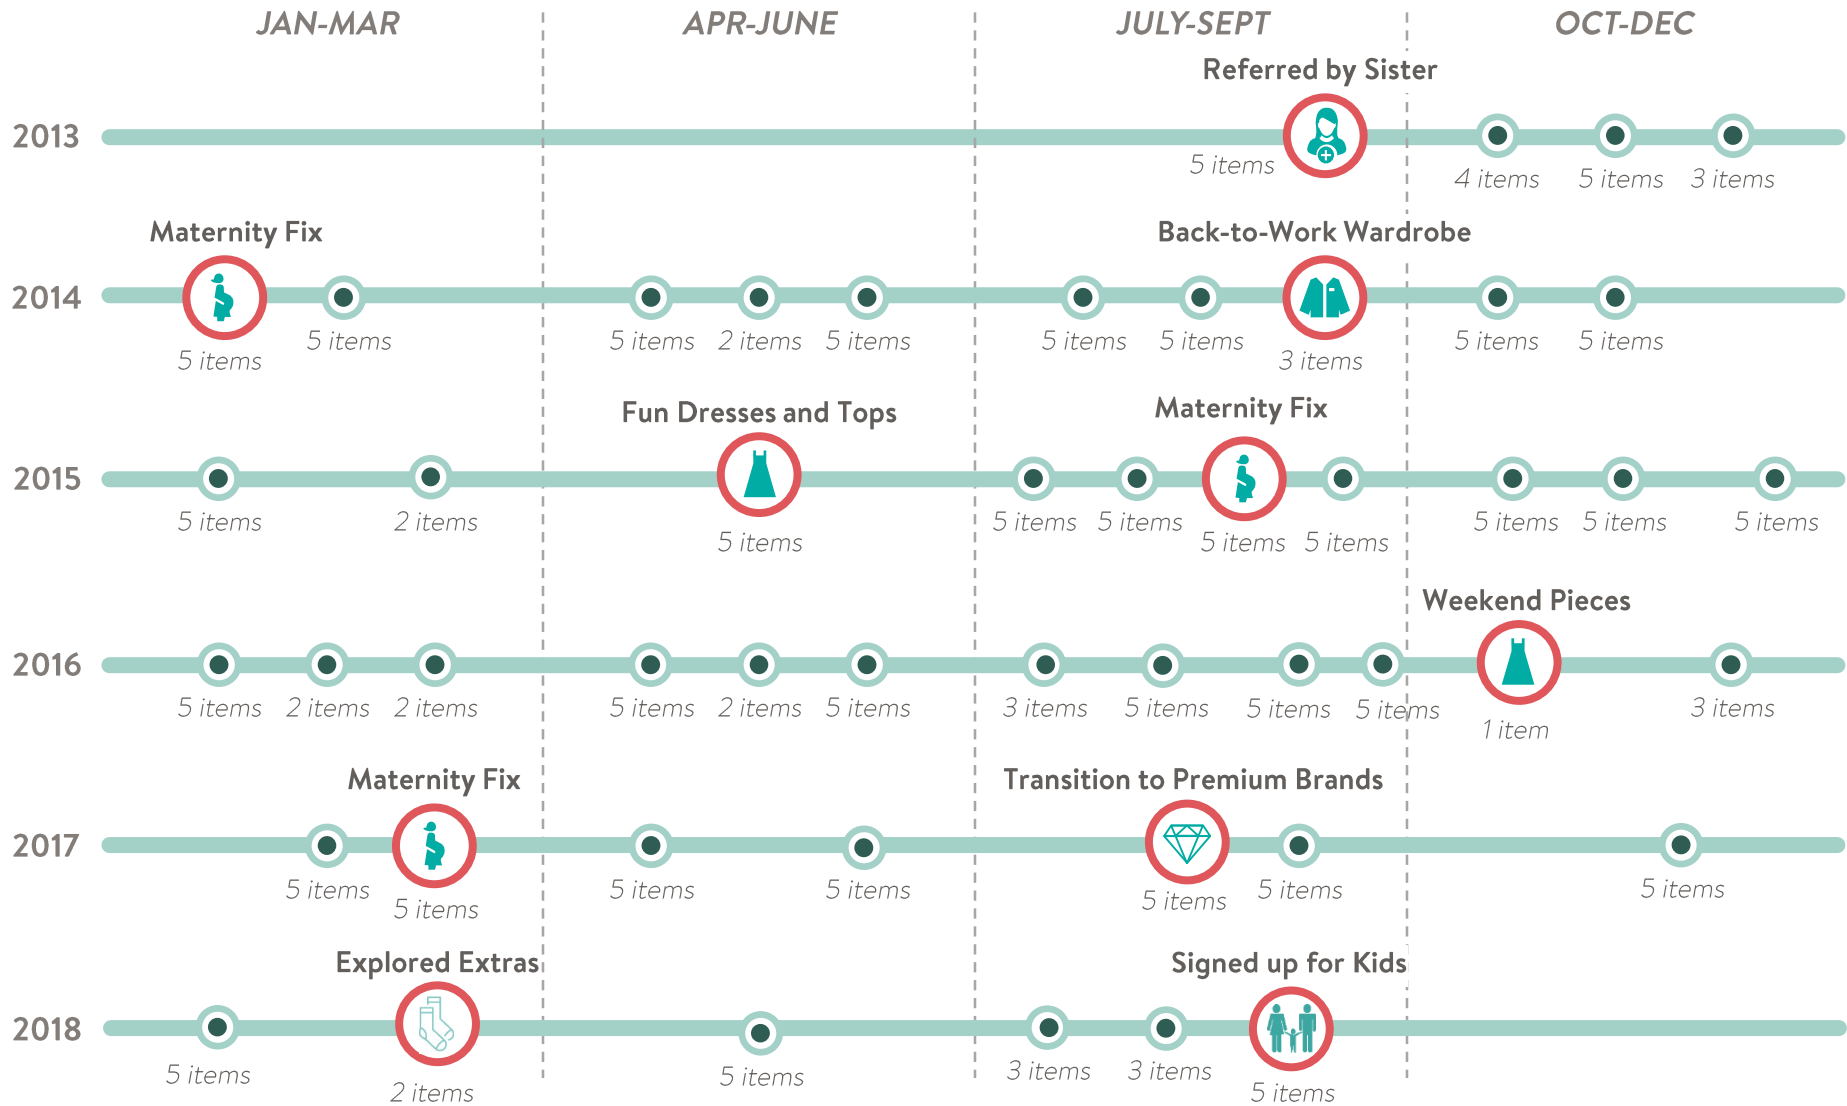 JAN-MAR
APR-JUNE
JULY-SEPT
OCT-DEC
Referred by Sister
2013
5 items
4 items
5 items
3 items
Maternity Fix
Back-to-Work Wardrobe
2014
5 items
5 items
5 items
2 items
5 items
5 items
5 items
3 items
5 items
5 items
Fun Dresses and Tops
Maternity Fix
2015
5 items
2 items
5 items
5 items
5 items
5 items
5 items
5 items
5 items
5 items
Weekend Pieces
2016
5 items
2 items
2 items
5 items
2 items
5 items
3 items
5 items
5 items
5 items
1 item
3 items
Maternity Fix
Transition to Premium Brands
2017
5 items
5 items
5 items
5 items
5 items
5 items
5 items
Explored Extras
Signed up for Kids
2018
5 items
2 items
5 items
3 items
3 items
5 items